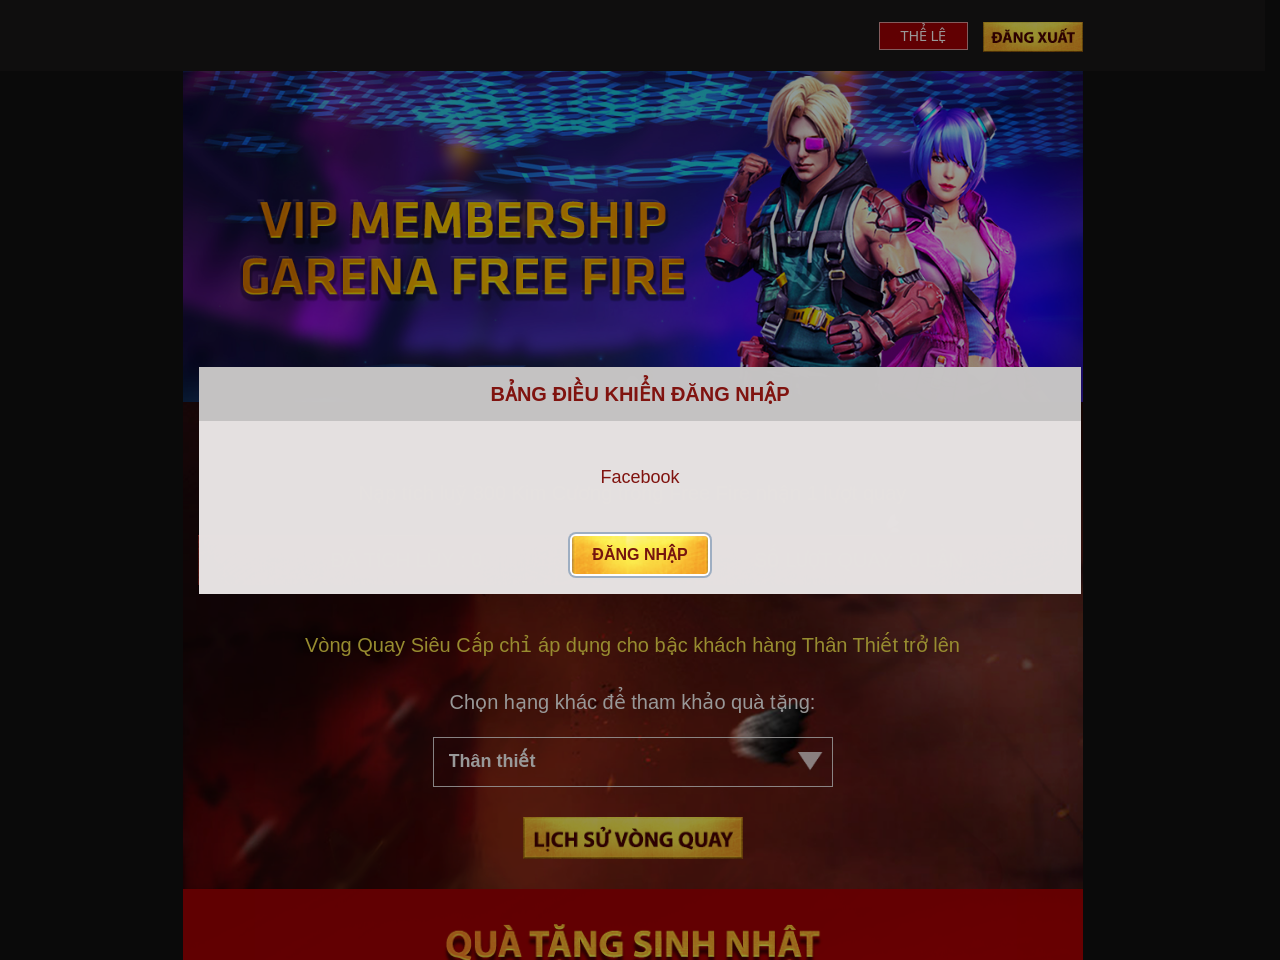 THỂ LỆ
ĐĂNG XUẤT
VIP MEMBERSHIP
GARENA FREE FIRE
BẢNG ĐIỀU KHIỂN ĐĂNG NHẬP
Facebook
ĐĂNG NHẬP
Vòng Quay Siêu Cấp chỉ áp dụng cho bậc khách hàng Thân Thiết trở lên
Chọn hạng khác để tham khảo quà tặng:
Thân thiết
LỊCH SỬ VÒNG QUAY
QUÀ TẶNG SINH NHẬT